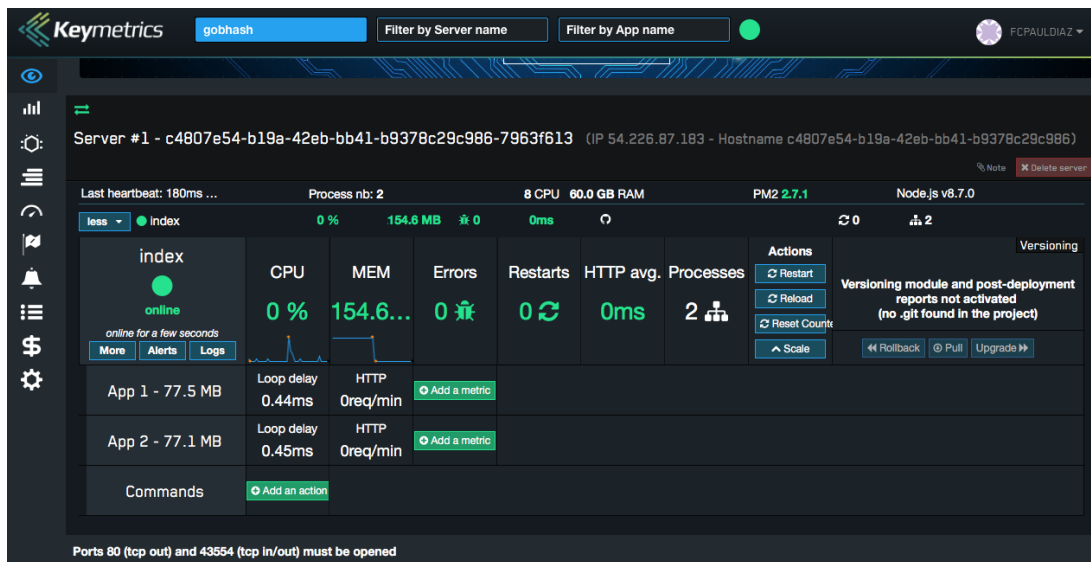 Keymetrics gobhash Filter by Server name Filter by App name FCPAULDIAZ
Server #1 - c4807e54-b19a-42eb-bb41-b9378c29c986-7963f613 (IP 54.226.87.183 - Hostname c4807e54-b19a-42eb-bb41-b9378c29c986)
Note Delete server
Last heartbeat: 180ms ... Process nb: 2 8 CPU 60.0 GB RAM PM2 2.7.1 Node.js v8.7.0
less index 0 % 154.6 MB 0 0ms 0 2
index
online
online for a few seconds
More Alerts Logs
CPU
0 %
MEM
154.6...
Errors
0
Restarts
0
HTTP avg.
0ms
Processes
2
Actions
Restart
Reload
Reset Counte
Scale
Versioning
Versioning module and post-deployment
reports not activated
(no .git found in the project)
Rollback Pull Upgrade
App 1 - 77.5 MB
Loop delay
0.44ms
HTTP
0req/min
Add a metric
App 2 - 77.1 MB
Loop delay
0.45ms
HTTP
0req/min
Add a metric
Commands
Add an action
Ports 80 (tcp out) and 43554 (tcp in/out) must be opened